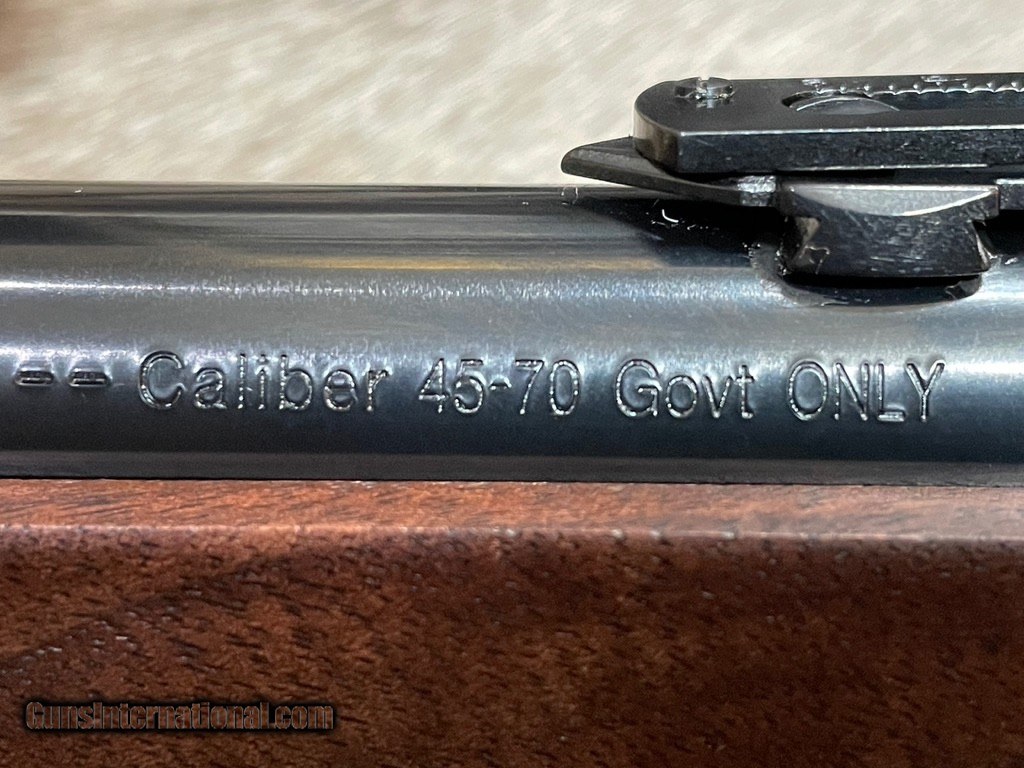 -- Caliber 45-70 Govt ONLY
GunsInternational.com